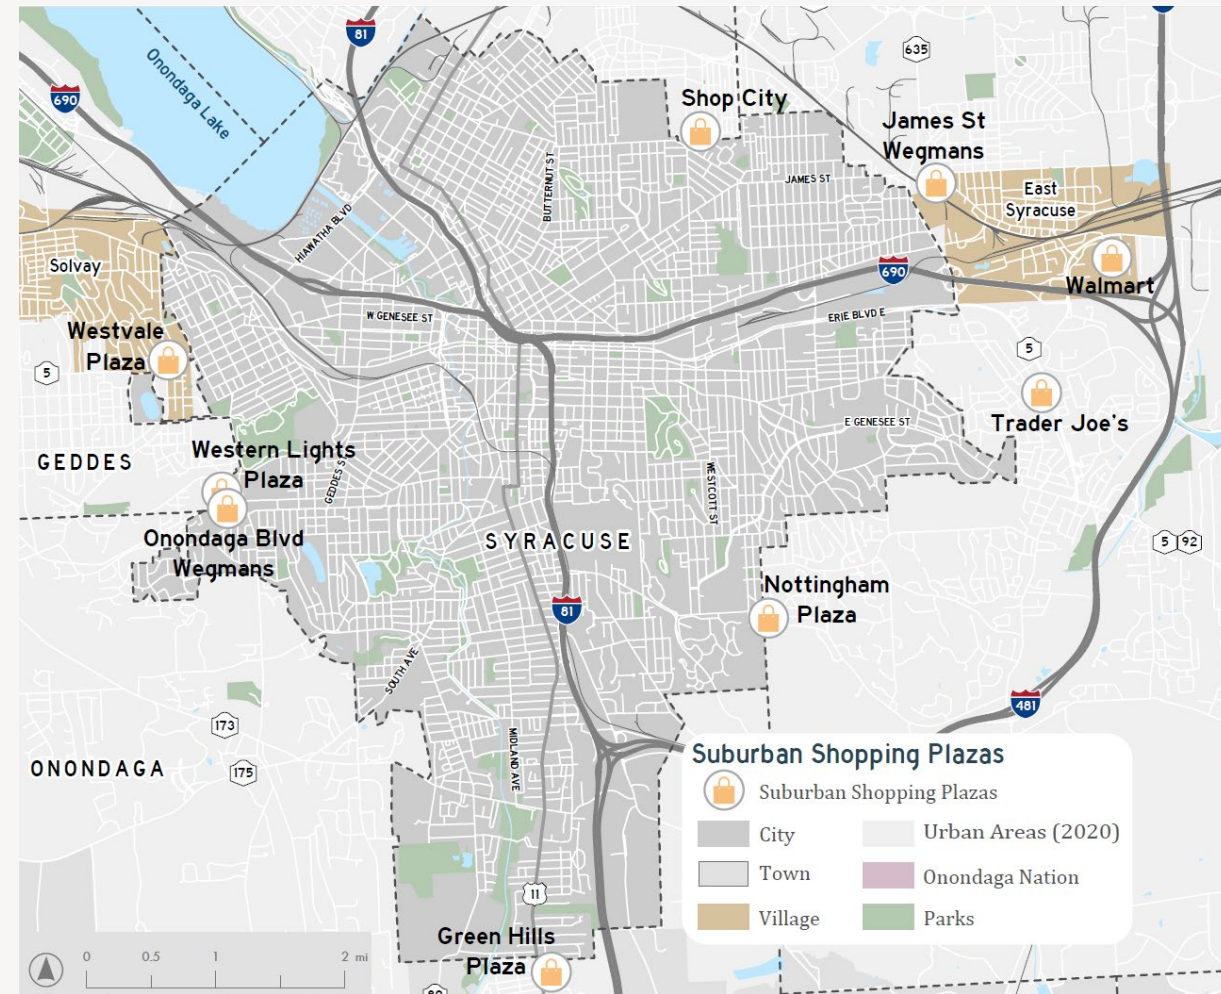 81
635
690
Onondaga Lake
Shop City
James St
Wegmans
BUTTERNUT ST
JAMES ST
East
Syracuse
HIAWATHA BLVD
Solvay
690
Walmart
W GENESEE ST
ERIE BLVD E
Westvale
Plaza
5
5
Trader Joe's
E GENESEE ST
GEDDES
Western Lights
Plaza
GEDDES S
WESTCOTT ST
Onondaga Blvd
Wegmans
SYRACUSE
5 92
Nottingham
Plaza
81
SOUTH AVE
481
173
MIDLAND AVE
ONONDAGA
175
Suburban Shopping Plazas
Suburban Shopping Plazas
City
Urban Areas (2020)
Town
Onondaga Nation
Village
Parks
11
Green Hills
Plaza
0 0.5 1 2 mi